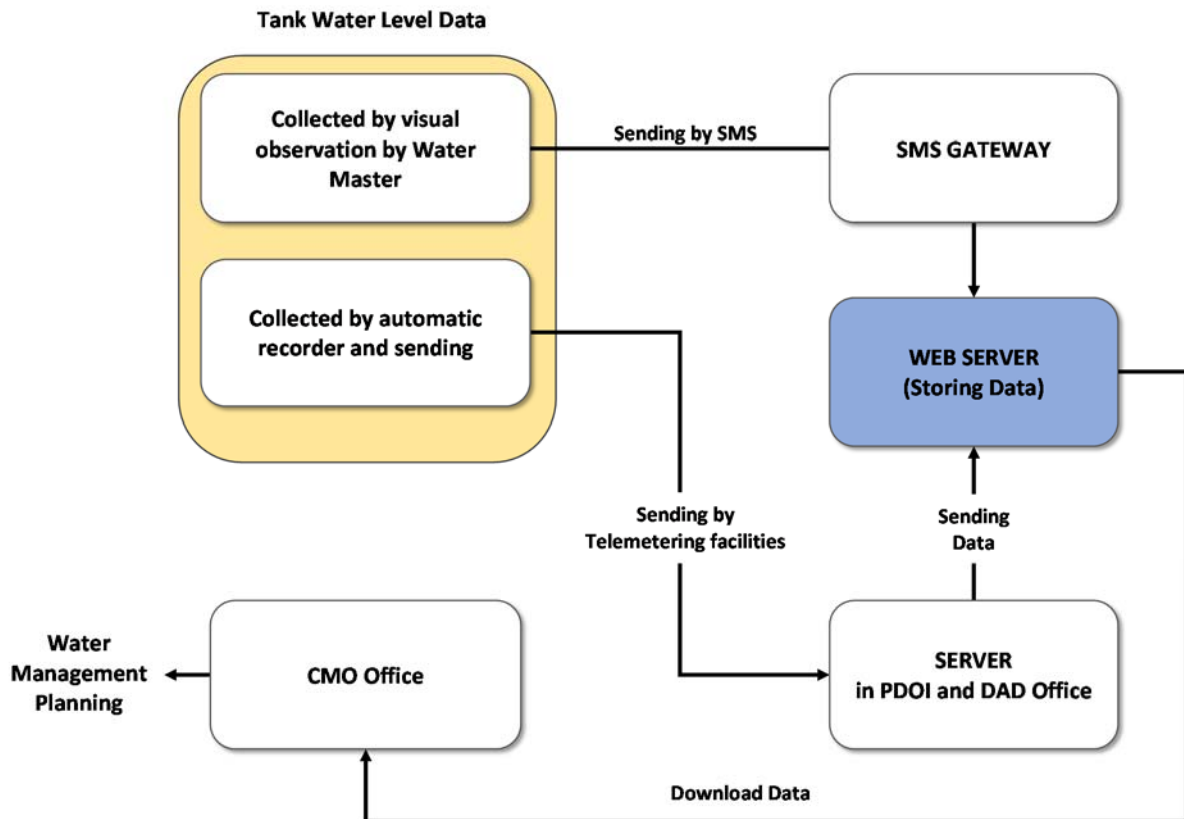 Tank Water Level Data
Collected by visual
observation by Water
Master
Sending by SMS
SMS GATEWAY
Collected by automatic
recorder and sending
WEB SERVER
(Storing Data)
Sending by
Telemetering facilities
Sending
Data
Water
Management
Planning
CMO Office
SERVER
in PDOI and DAD Office
Download Data